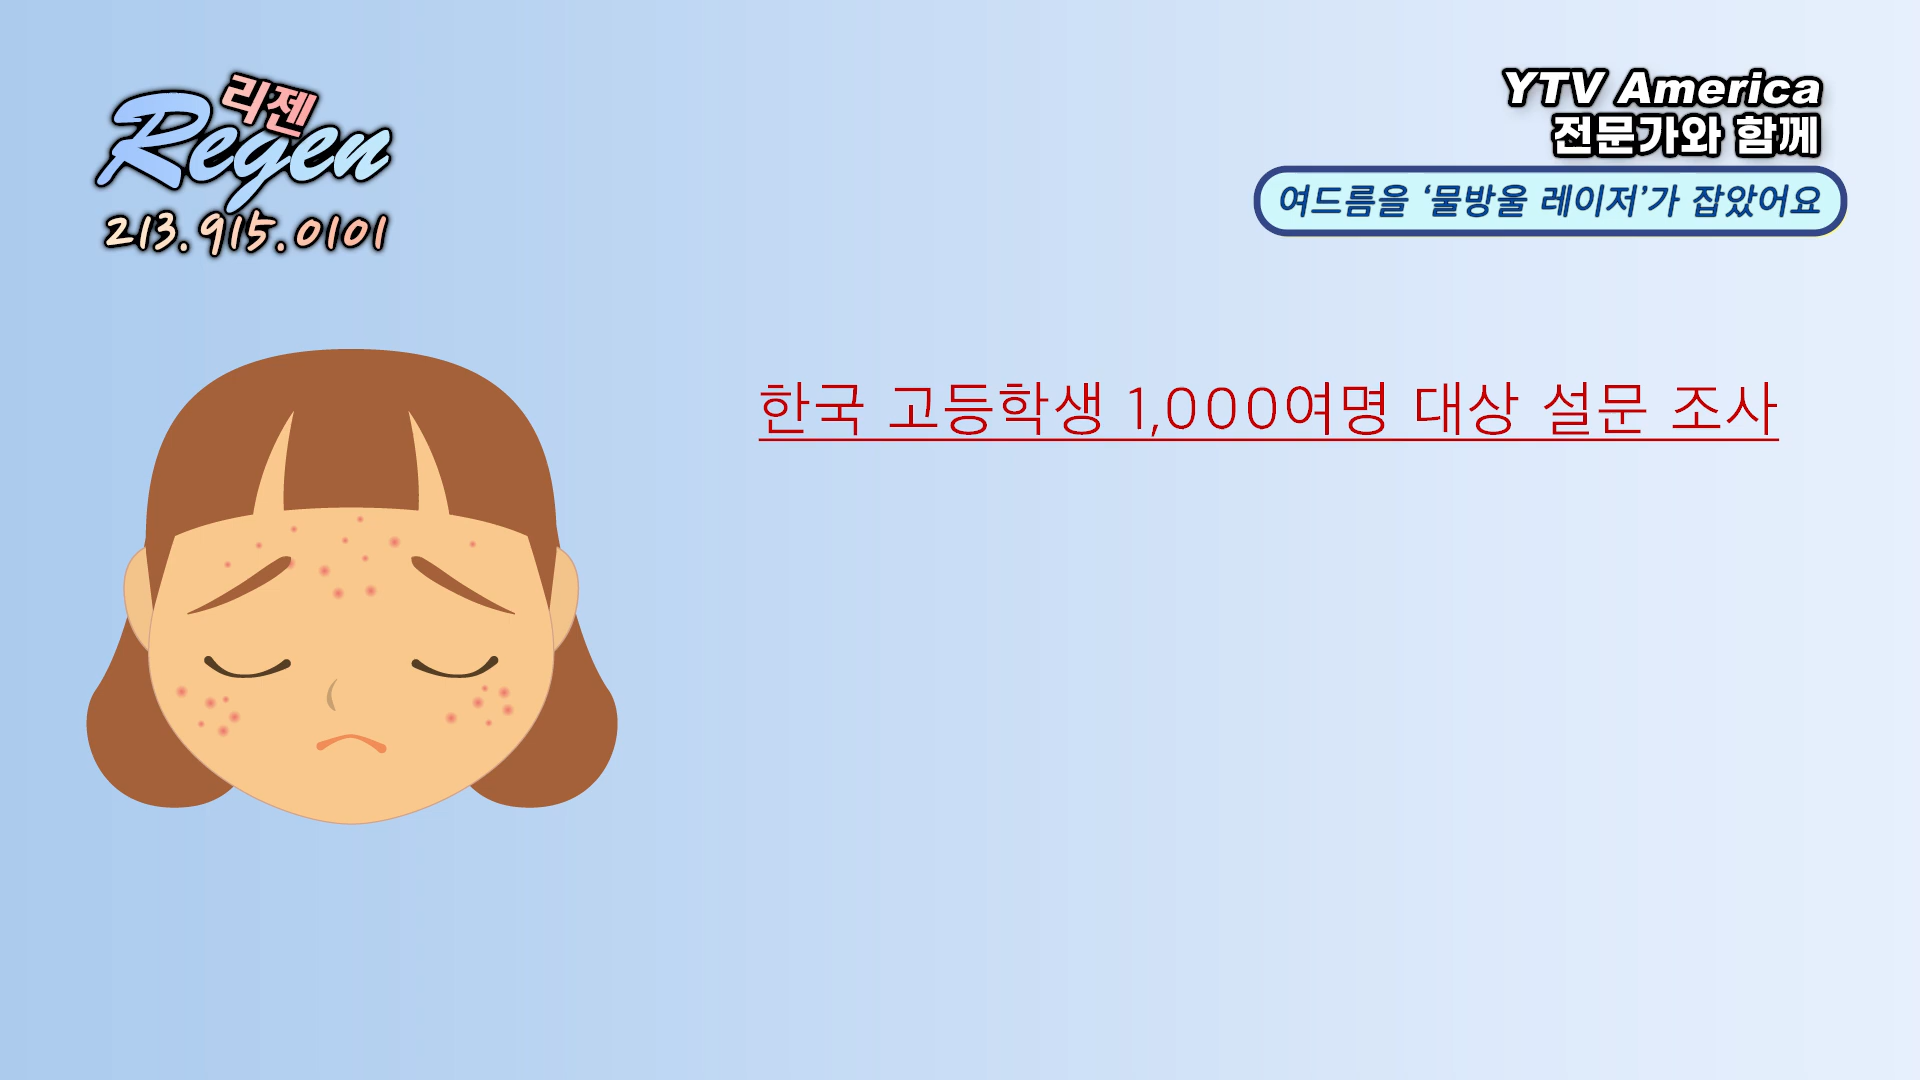 리젠
Regen
213.915.0101
YTV America
전문가와 함께
여드름을 ‘물방울 레이저’가 잡았어요
한국 고등학생 1,000여명 대상 설문 조사